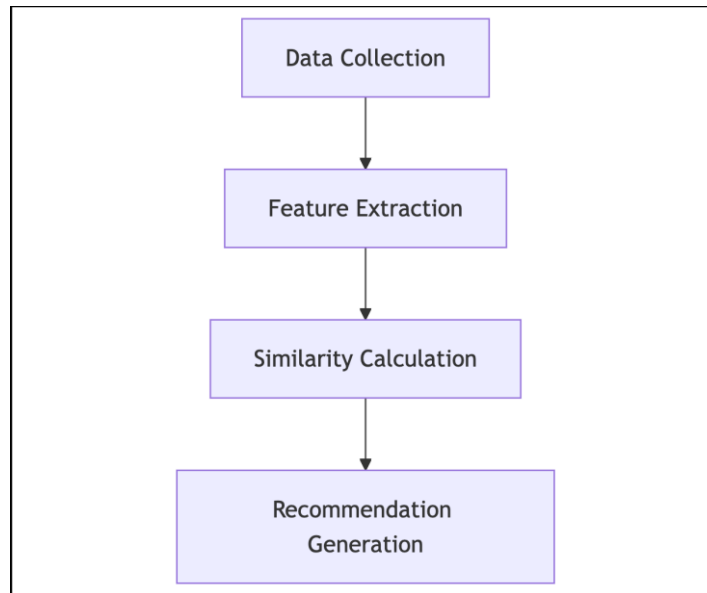 Data Collection
Feature Extraction
Similarity Calculation
Recommendation
Generation